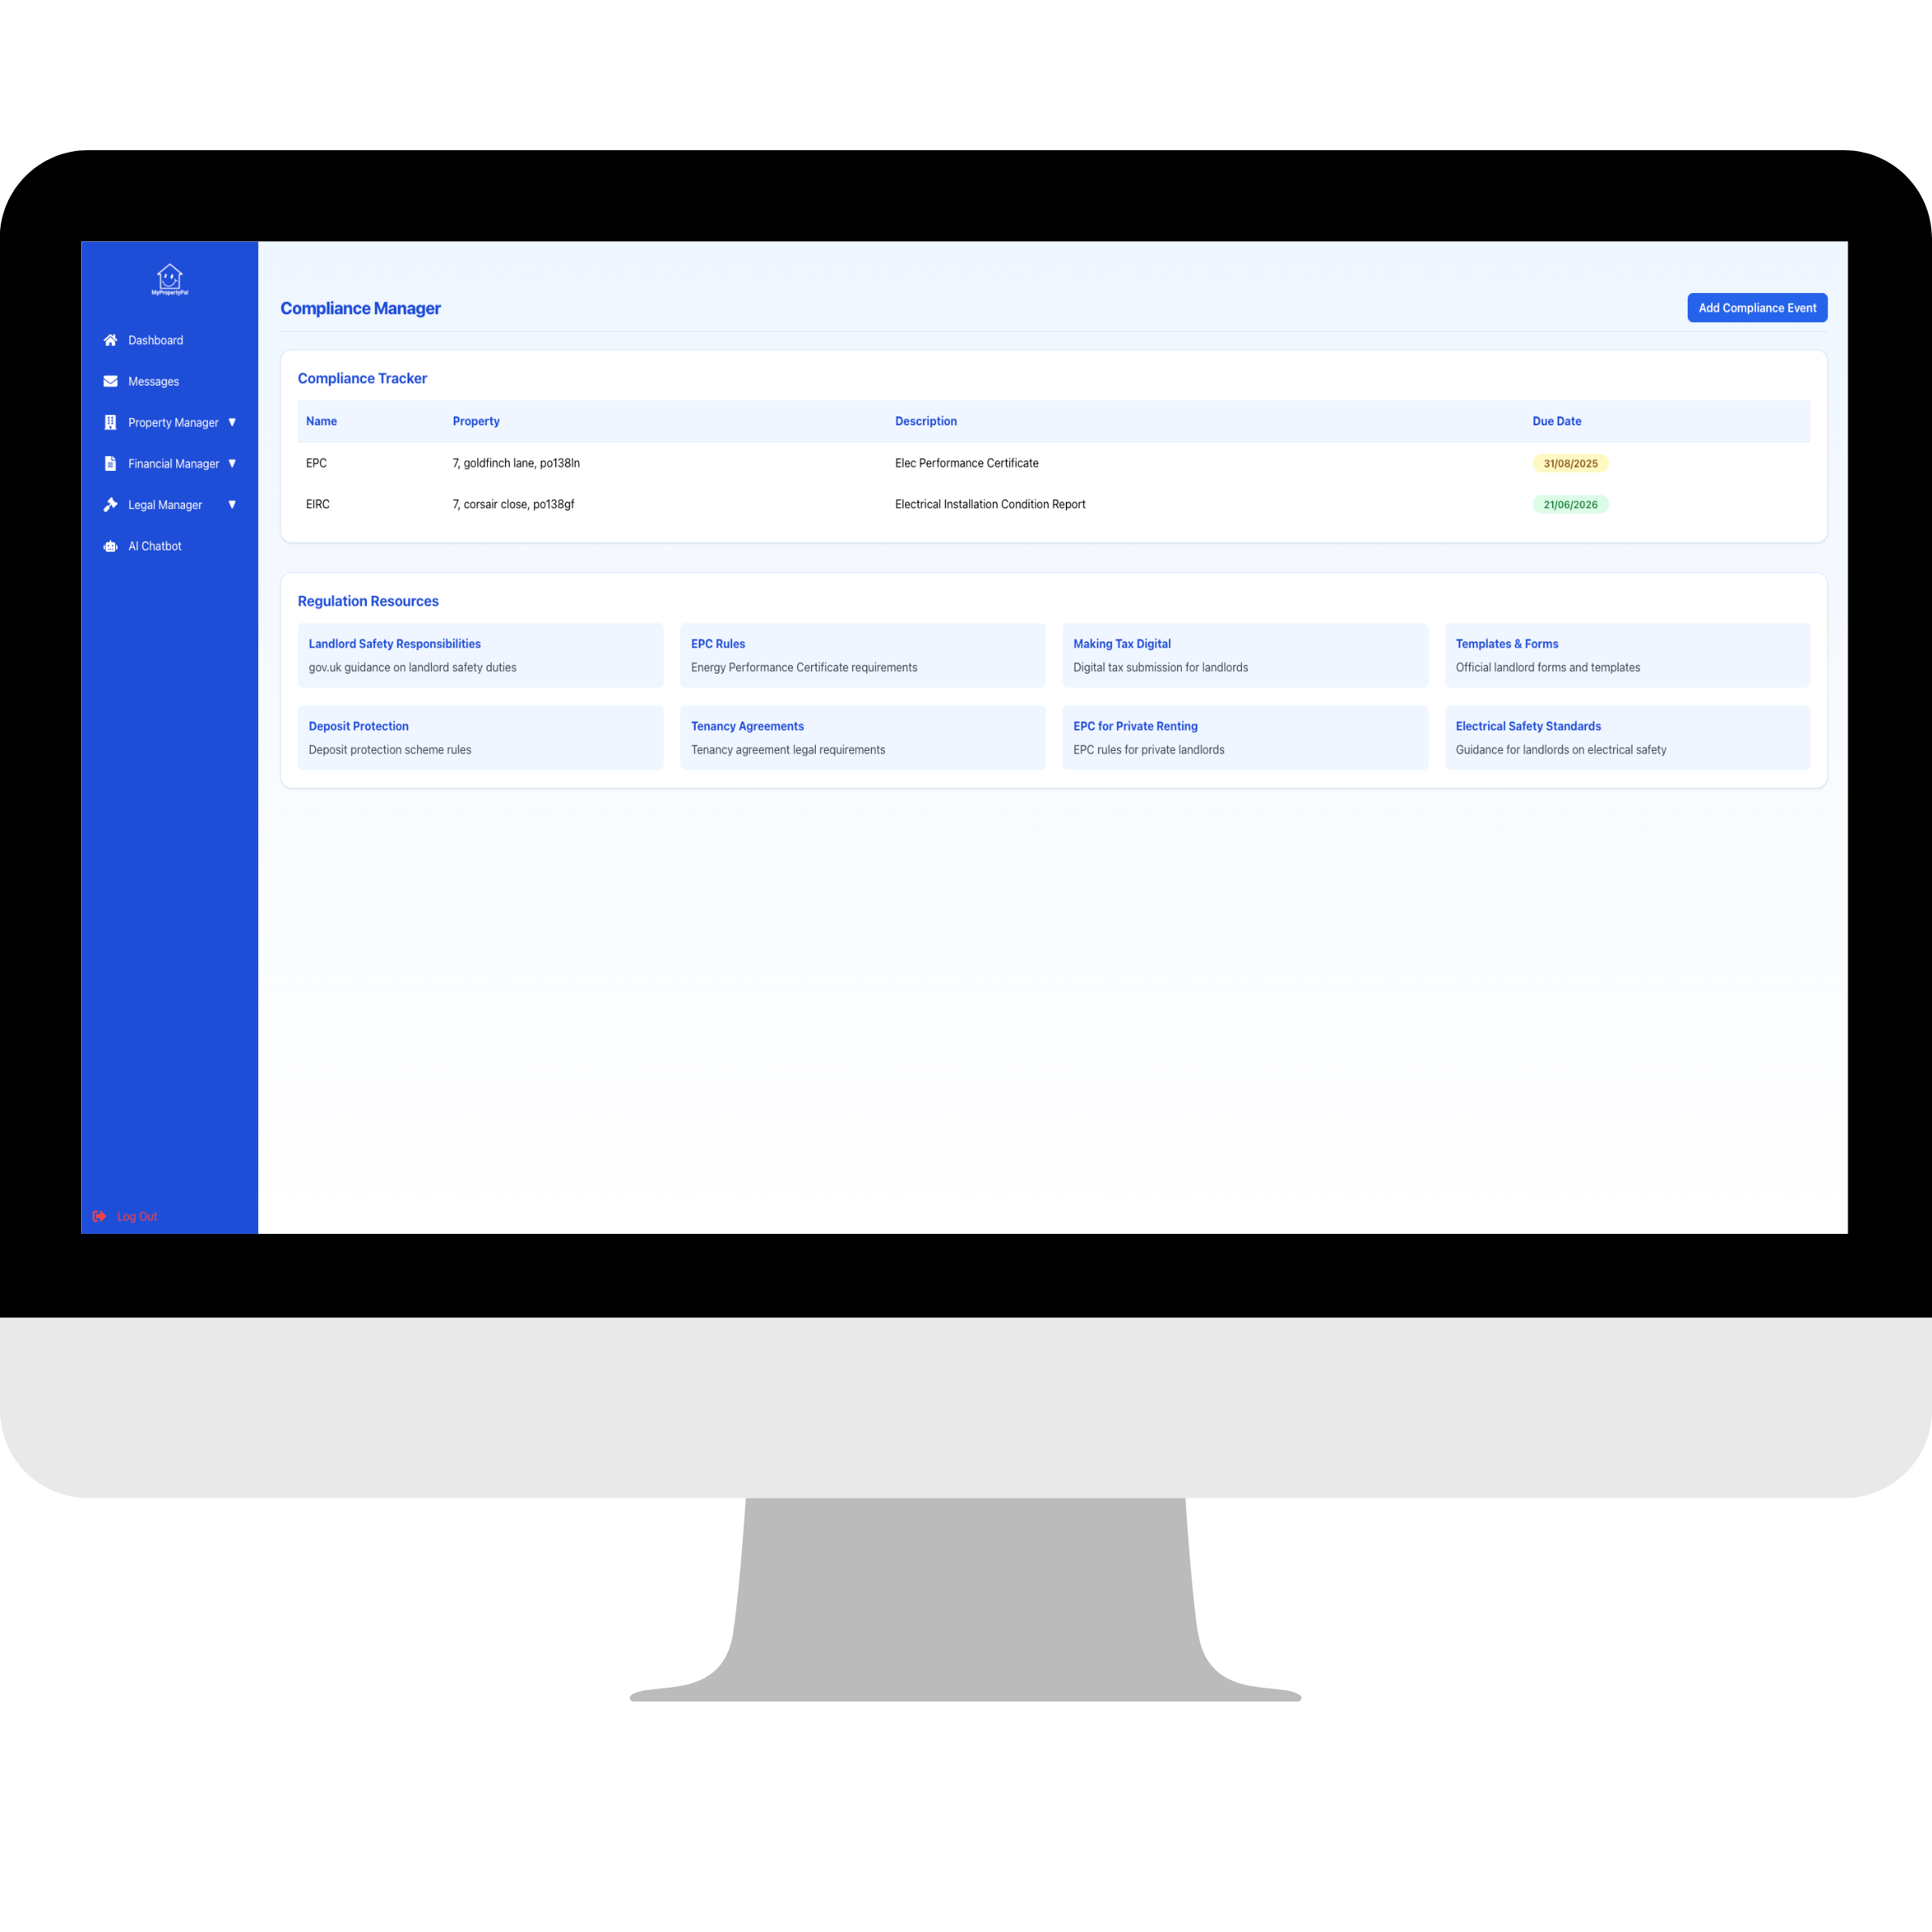 MyPropertyPal
Dashboard
Messages
Property Manager
Financial Manager
Legal Manager
AI Chatbot
Log Out
Compliance Manager
Add Compliance Event
Compliance Tracker
Name Property Description Due Date
EPC 7, goldfinch lane, po138ln Elec Performance Certificate 31/08/2025
EIRC 7, corsair close, po138gf Electrical Installation Condition Report 21/06/2026
Regulation Resources
Landlord Safety Responsibilities
gov.uk guidance on landlord safety duties
EPC Rules
Energy Performance Certificate requirements
Making Tax Digital
Digital tax submission for landlords
Templates & Forms
Official landlord forms and templates
Deposit Protection
Deposit protection scheme rules
Tenancy Agreements
Tenancy agreement legal requirements
EPC for Private Renting
EPC rules for private landlords
Electrical Safety Standards
Guidance for landlords on electrical safety